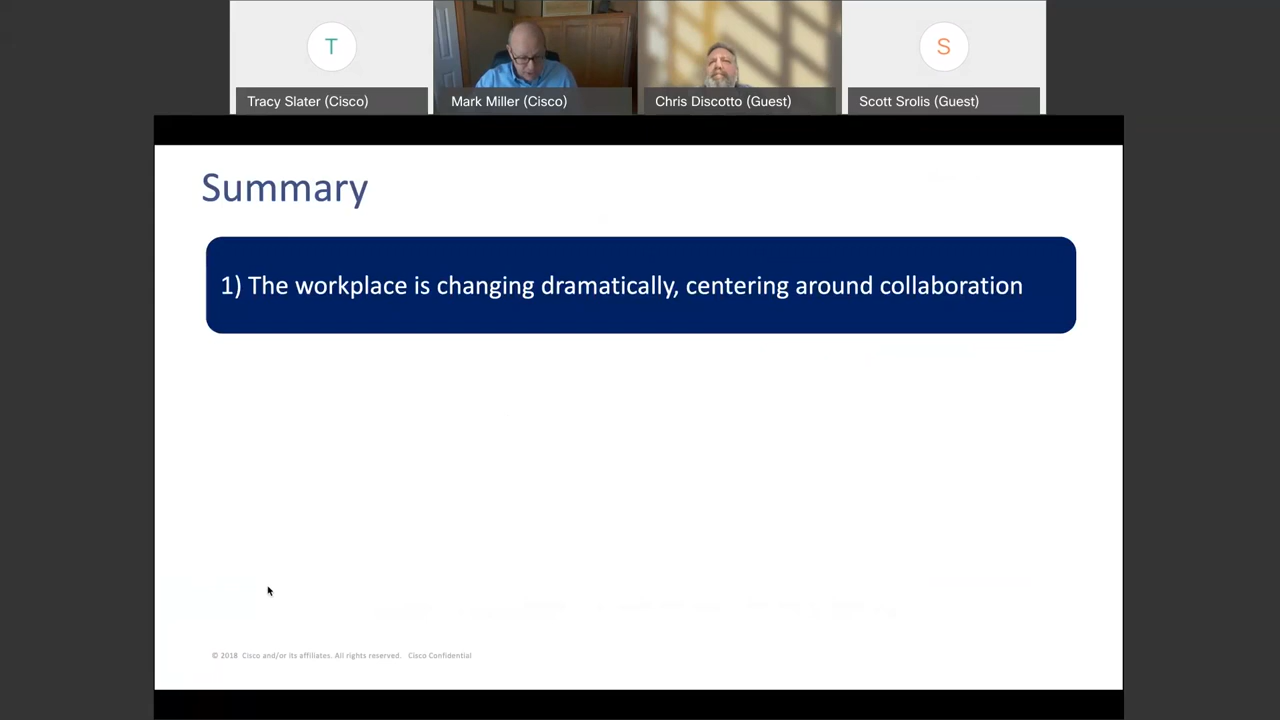 T
Tracy Slater (Cisco)
Mark Miller (Cisco)
Chris Discotto (Guest)
S
Scott Srolis (Guest)
Summary
1) The workplace is changing dramatically, centering around collaboration
© 2018 Cisco and/or its affiliates. All rights reserved. Cisco Confidential